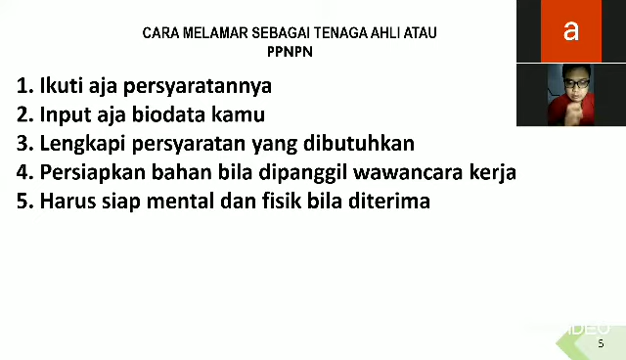 CARA MELAMAR SEBAGAI TENAGA AHLI ATAU
PPNPN
a
1. Ikuti aja persyaratannya
2. Input aja biodata kamu
3. Lengkapi persyaratan yang dibutuhkan
4. Persiapkan bahan bila dipanggil wawancara kerja
5. Harus siap mental dan fisik bila diterima
5